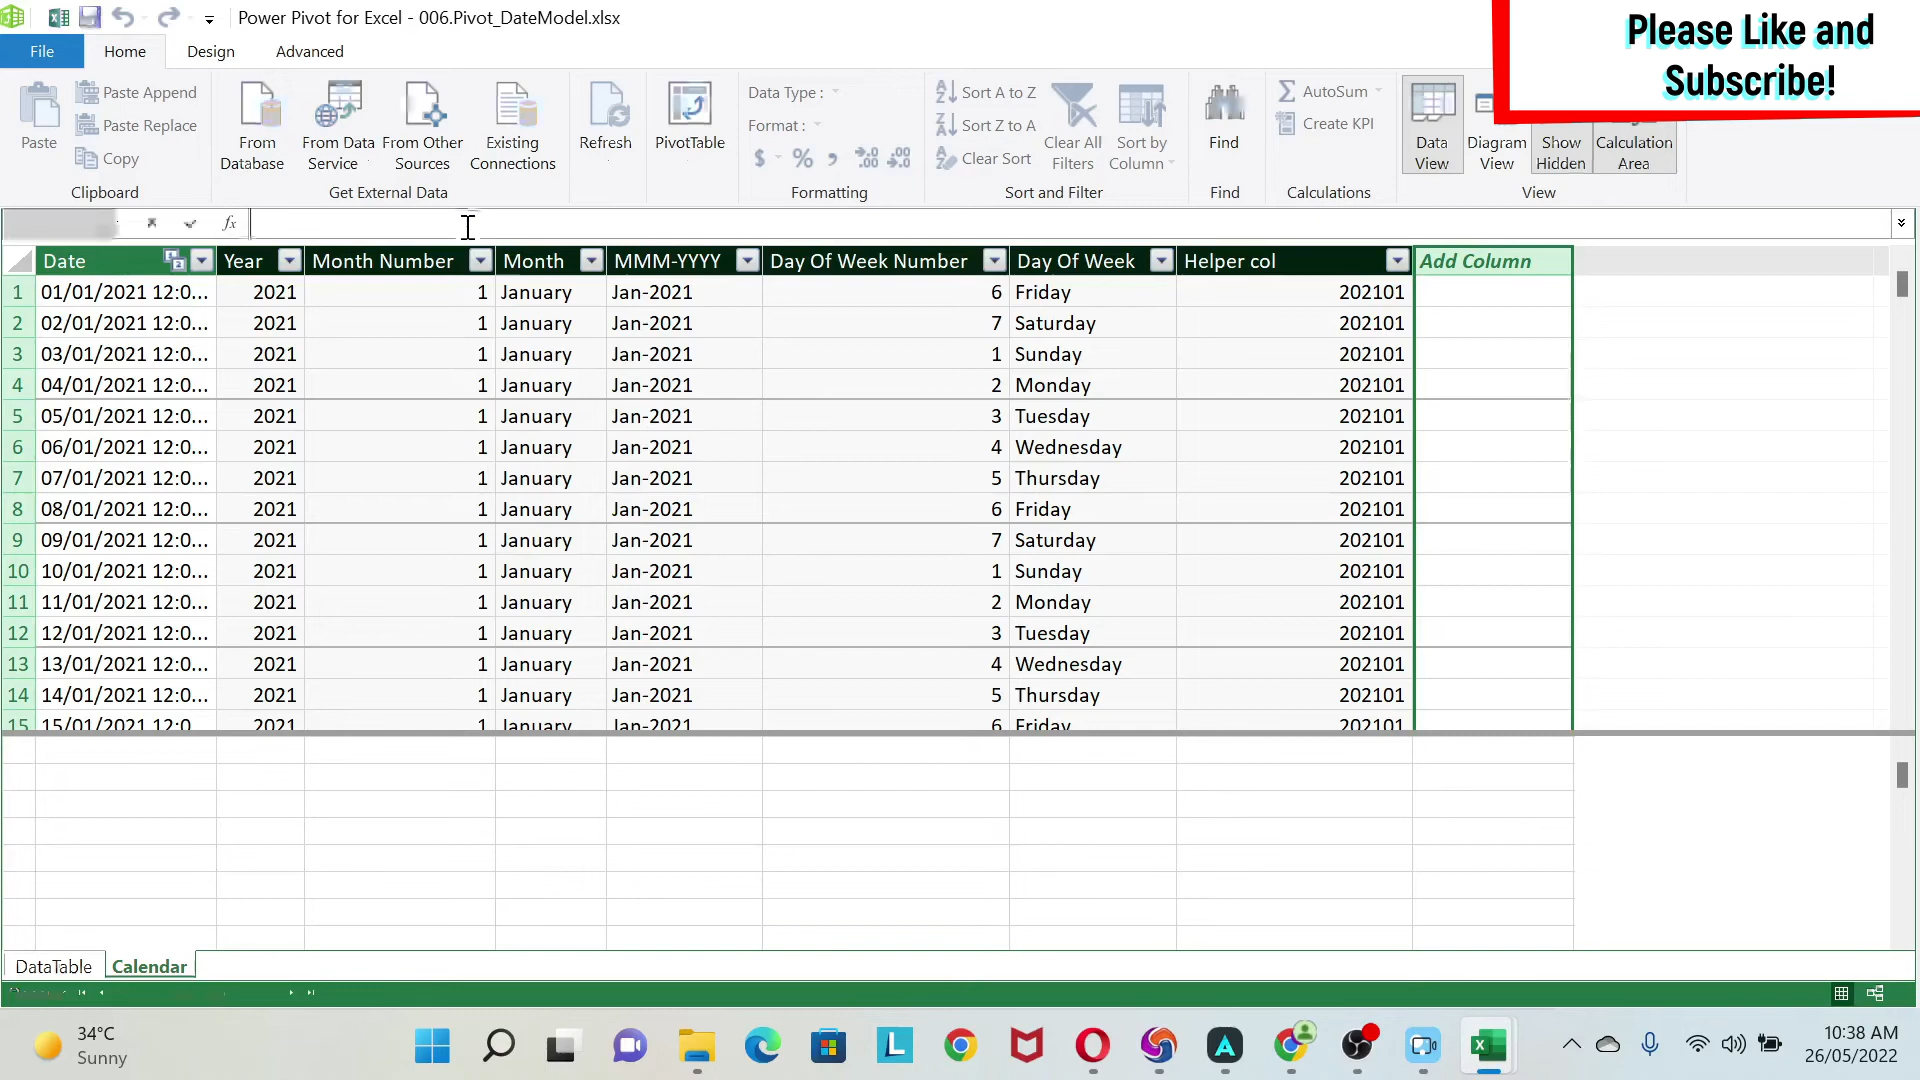 Power Pivot for Excel - 006.Pivot_DateModel.xlsx
Please Like and
Subscribe!
File
Home
Design
Advanced
Paste
Paste Append
Paste Replace
Copy
Clipboard
From
Database
From Data
Service
From Other
Sources
Existing
Connections
Get External Data
Refresh
PivotTable
Data Type :
Format :
$ % ,
Formatting
Sort A to Z
Sort Z to A
Clear Sort
Clear All
Filters
Sort by
Column
Sort and Filter
Find
Find
AutoSum
Create KPI
Calculations
Data
View
Diagram
View
Show
Hidden
Calculation
Area
View
fx
Date Year Month Number Month MMM-YYYY Day Of Week Number Day Of Week Helper col Add Column
1 01/01/2021 12:0... 2021 1 January Jan-2021 6 Friday 202101
2 02/01/2021 12:0... 2021 1 January Jan-2021 7 Saturday 202101
3 03/01/2021 12:0... 2021 1 January Jan-2021 1 Sunday 202101
4 04/01/2021 12:0... 2021 1 January Jan-2021 2 Monday 202101
5 05/01/2021 12:0... 2021 1 January Jan-2021 3 Tuesday 202101
6 06/01/2021 12:0... 2021 1 January Jan-2021 4 Wednesday 202101
7 07/01/2021 12:0... 2021 1 January Jan-2021 5 Thursday 202101
8 08/01/2021 12:0... 2021 1 January Jan-2021 6 Friday 202101
9 09/01/2021 12:0... 2021 1 January Jan-2021 7 Saturday 202101
10 10/01/2021 12:0... 2021 1 January Jan-2021 1 Sunday 202101
11 11/01/2021 12:0... 2021 1 January Jan-2021 2 Monday 202101
12 12/01/2021 12:0... 2021 1 January Jan-2021 3 Tuesday 202101
13 13/01/2021 12:0... 2021 1 January Jan-2021 4 Wednesday 202101
14 14/01/2021 12:0... 2021 1 January Jan-2021 5 Thursday 202101
15 15/01/2021 12:0 2021 1 January Jan-2021 6 Friday 202101
DataTable Calendar
34°C
Sunny
10:38 AM
26/05/2022